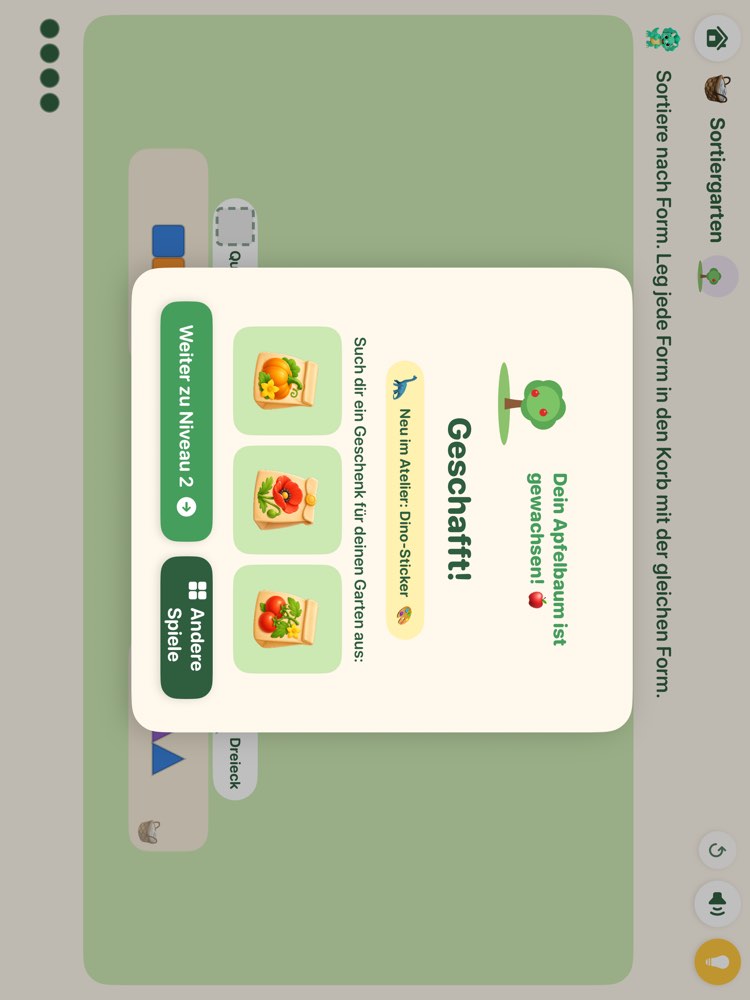 Sortiergarten
Sortiere nach Form. Leg jede Form in den Korb mit der gleichen Form.
Dein Apfelbaum ist
gewachsen!
Geschafft!
Neu im Atelier: Dino-Sticker
Such dir ein Geschenk für deinen Garten aus:
Weiter zu Niveau 2
Andere
Spiele
Qu
Dreieck